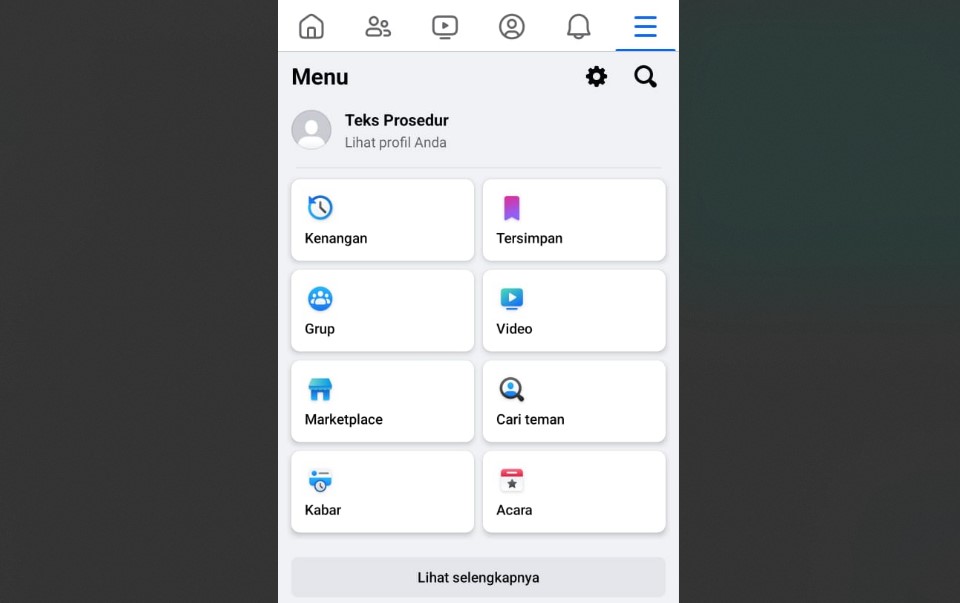 Menu
Teks Prosedur
Lihat profil Anda
Kenangan
Tersimpan
Grup
Video
Marketplace
Cari teman
Kabar
Acara
Lihat selengkapnya